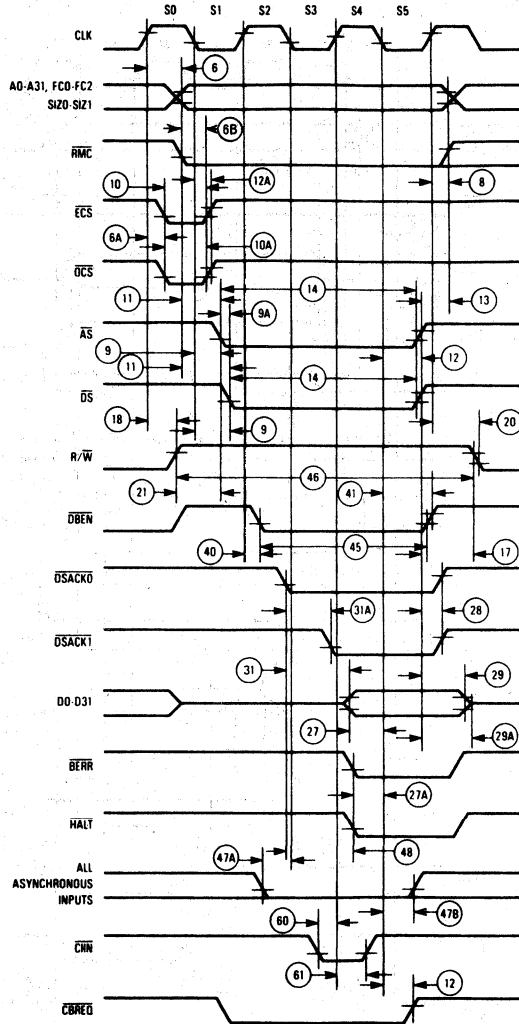 S0 S1 S2 S3 S4 S5
CLK
6
A0-A31, FC0-FC2
SIZ0-SIZ1
6B
RMC
8
10
12A
ECS
6A
10A
OCS
14
11
9A
13
AS
9
12
11
14
DS
18
9
20
R/W
46
21
41
DBEN
40
45
17
DSACK0
31A
28
DSACK1
31
29
D0-D31
27
29A
BERR
27A
HALT
47A
48
ALL
ASYNCHRONOUS
INPUTS
47B
60
CIIN
61
12
CBREQ